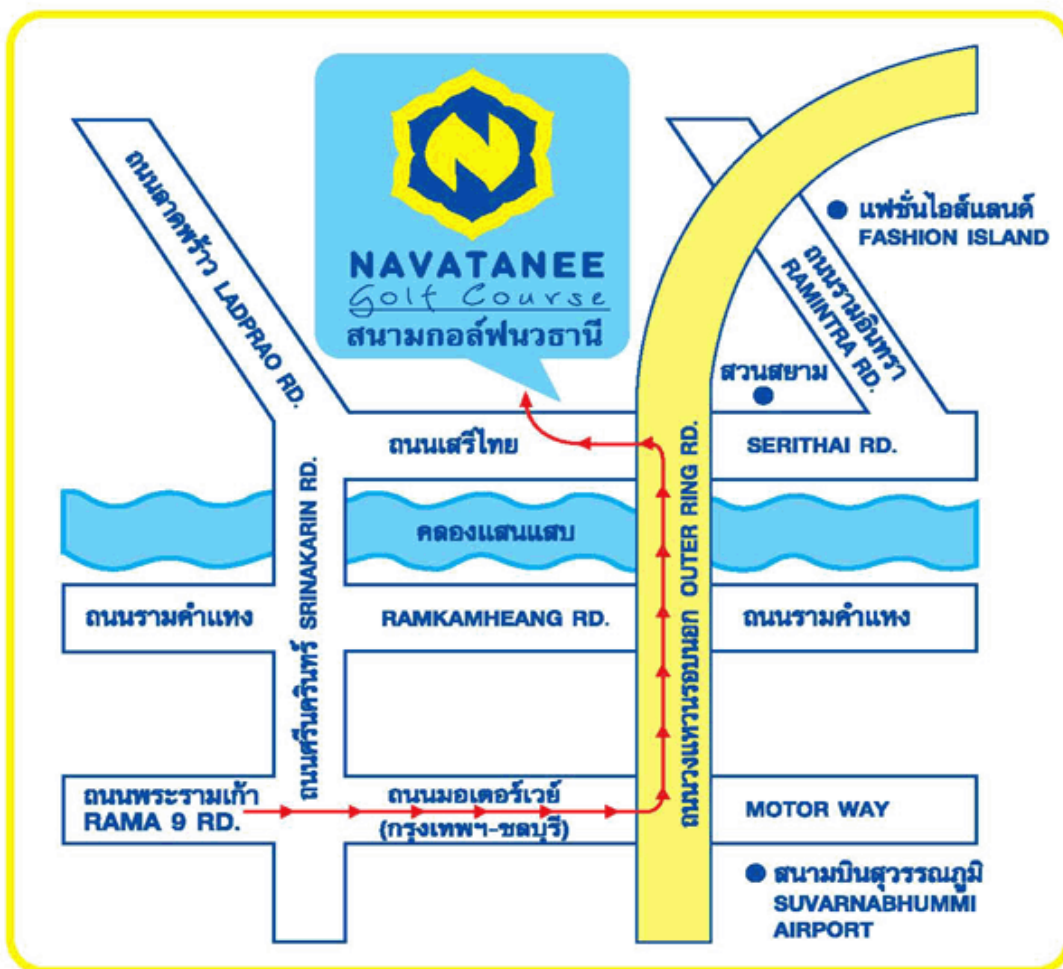 NAVATANEE
Golf Course
สนามกอล์ฟนวธานี
ถนนลาดพร้าว LADPRAO RD.
แฟชั่นไอส์แลนด์
FASHION ISLAND
ถนนรามอินทรา
RAMINTRA RD.
สวนสยาม
ถนนเสรีไทย
SERITHAI RD.
คลองแสนแสบ
ถนนศรีนครินทร์ SRINAKARIN RD.
ถนนวงแหวนรอบนอก OUTER RING RD.
ถนนรามคำแหง
RAMKAMHEANG RD.
ถนนรามคำแหง
ถนนพระรามเก้า
RAMA 9 RD.
ถนนมอเตอร์เวย์
(กรุงเทพฯ-ชลบุรี)
MOTOR WAY
สนามบินสุวรรณภูมิ
SUVARNABHUMMI
AIRPORT